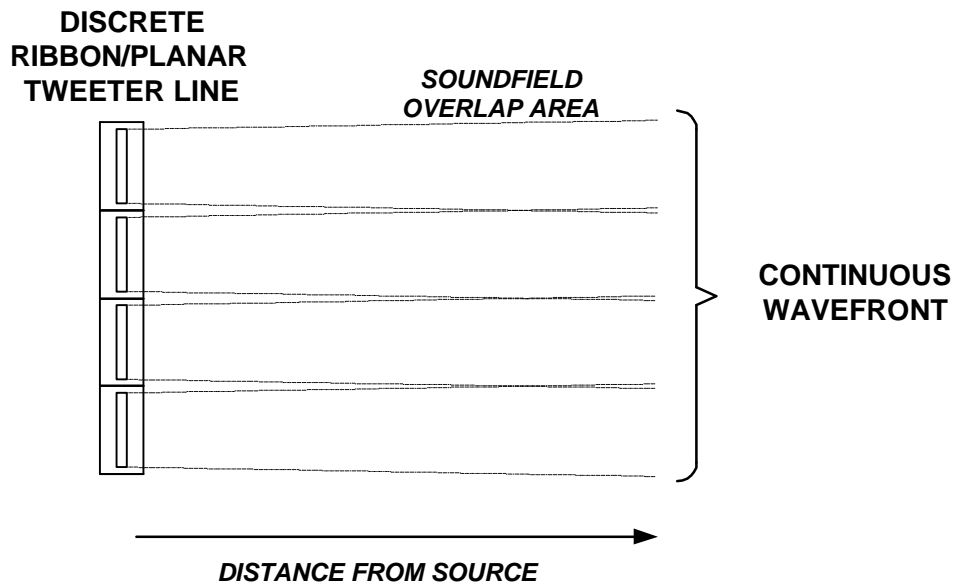 DISCRETE
RIBBON/PLANAR
TWEETER LINE
SOUNDFIELD
OVERLAP AREA
CONTINUOUS
WAVEFRONT
DISTANCE FROM SOURCE